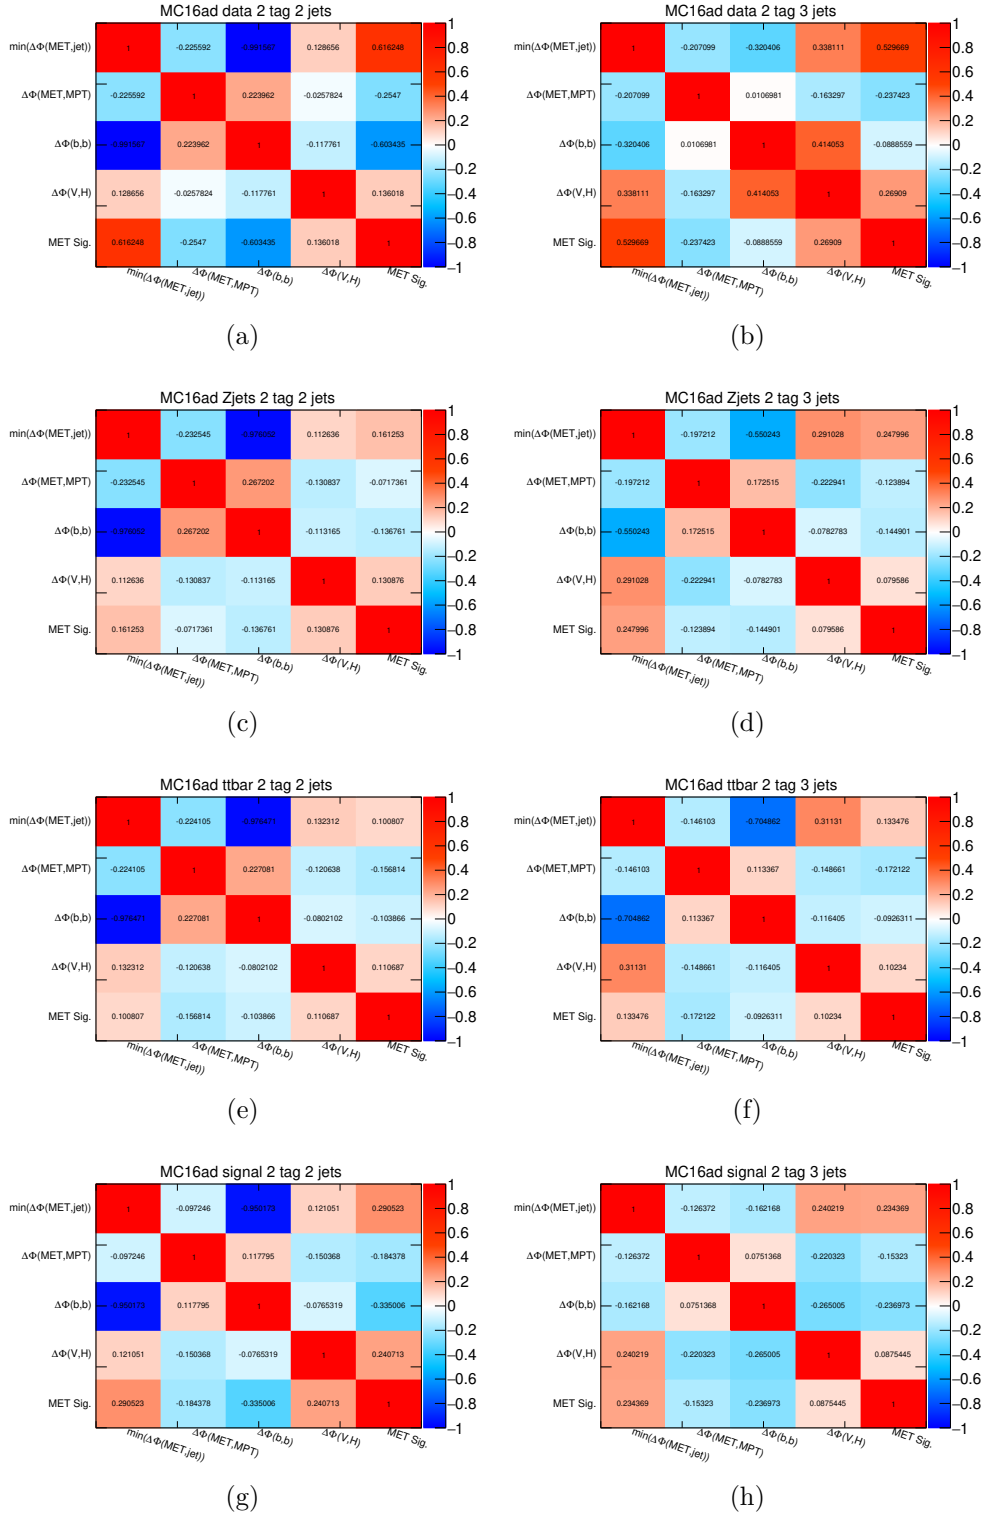 MC16ad data 2 tag 2 jets
min(ΔΦ(MET,jet)) 1 -0.225592 0.128656 0.616248
ΔΦ(MET,MPT) -0.225592 1 0.223962 -0.0257824 -0.2547
ΔΦ(b,b) 0.223962 1 -0.117761 -0.603435
ΔΦ(V,H) 0.128656 -0.0257824 -0.117761 1 0.136018
MET Sig. 0.616248 -0.2547 -0.603435 0.136018 1
min(ΔΦ(MET,jet)) ΔΦ(MET,MPT) ΔΦ(b,b) ΔΦ(V,H) MET Sig.
1
0.8
0.6
0.4
0.2
0
−0.2
−0.4
−0.6
−0.8
−1
(a)
MC16ad data 2 tag 3 jets
min(ΔΦ(MET,jet)) 1 -0.207099 -0.320406 0.338111 0.529669
ΔΦ(MET,MPT) -0.207099 1 0.0106981 -0.163297 -0.237423
ΔΦ(b,b) -0.320406 0.0106981 1 0.414053 -0.0888559
ΔΦ(V,H) 0.338111 -0.163297 0.414053 1 0.26909
MET Sig. 0.529669 -0.237423 -0.0888559 0.26909 1
min(ΔΦ(MET,jet)) ΔΦ(MET,MPT) ΔΦ(b,b) ΔΦ(V,H) MET Sig.
1
0.8
0.6
0.4
0.2
0
−0.2
−0.4
−0.6
−0.8
−1
(b)
MC16ad Zjets 2 tag 2 jets
min(ΔΦ(MET,jet)) 1 -0.232545 0.112636 0.161253
ΔΦ(MET,MPT) -0.232545 1 0.267202 -0.130837 -0.0717361
ΔΦ(b,b) 0.267202 1 -0.113165 -0.136761
ΔΦ(V,H) 0.112636 -0.130837 -0.113165 1 0.130876
MET Sig. 0.161253 -0.0717361 -0.136761 0.130876 1
min(ΔΦ(MET,jet)) ΔΦ(MET,MPT) ΔΦ(b,b) ΔΦ(V,H) MET Sig.
1
0.8
0.6
0.4
0.2
0
−0.2
−0.4
−0.6
−0.8
−1
(c)
MC16ad Zjets 2 tag 3 jets
min(ΔΦ(MET,jet)) 1 -0.197212 -0.550243 0.291028 0.247996
ΔΦ(MET,MPT) -0.197212 1 0.172515 -0.222941 -0.123894
ΔΦ(b,b) -0.550243 0.172515 1 -0.0782783 -0.144901
ΔΦ(V,H) 0.291028 -0.222941 -0.0782783 1 0.079586
MET Sig. 0.247996 -0.123894 -0.144901 0.079586 1
min(ΔΦ(MET,jet)) ΔΦ(MET,MPT) ΔΦ(b,b) ΔΦ(V,H) MET Sig.
1
0.8
0.6
0.4
0.2
0
−0.2
−0.4
−0.6
−0.8
−1
(d)
MC16ad ttbar 2 tag 2 jets
min(ΔΦ(MET,jet)) 1 -0.224105 0.132312 0.100807
ΔΦ(MET,MPT) -0.224105 1 0.227081 -0.120638 -0.156814
ΔΦ(b,b) 0.227081 1 -0.0802102 -0.103866
ΔΦ(V,H) 0.132312 -0.120638 -0.0802102 1 0.110687
MET Sig. 0.100807 -0.156814 -0.103866 0.110687 1
min(ΔΦ(MET,jet)) ΔΦ(MET,MPT) ΔΦ(b,b) ΔΦ(V,H) MET Sig.
1
0.8
0.6
0.4
0.2
0
−0.2
−0.4
−0.6
−0.8
−1
(e)
MC16ad ttbar 2 tag 3 jets
min(ΔΦ(MET,jet)) 1 -0.146103 -0.704862 0.31131 0.133476
ΔΦ(MET,MPT) -0.146103 1 0.113367 -0.148661 -0.172122
ΔΦ(b,b) -0.704862 0.113367 1 -0.116405 -0.0926311
ΔΦ(V,H) 0.31131 -0.148661 -0.116405 1 0.10234
MET Sig. 0.133476 -0.172122 -0.0926311 0.10234 1
min(ΔΦ(MET,jet)) ΔΦ(MET,MPT) ΔΦ(b,b) ΔΦ(V,H) MET Sig.
1
0.8
0.6
0.4
0.2
0
−0.2
−0.4
−0.6
−0.8
−1
(f)
MC16ad signal 2 tag 2 jets
min(ΔΦ(MET,jet)) 1 -0.097246 -0.950173 0.121051 0.290523
ΔΦ(MET,MPT) -0.097246 1 0.117795 -0.150368 -0.184378
ΔΦ(b,b) -0.950173 0.117795 1 -0.0765319 -0.335006
ΔΦ(V,H) 0.121051 -0.150368 -0.0765319 1 0.240713
MET Sig. 0.290523 -0.184378 -0.335006 0.240713 1
min(ΔΦ(MET,jet)) ΔΦ(MET,MPT) ΔΦ(b,b) ΔΦ(V,H) MET Sig.
1
0.8
0.6
0.4
0.2
0
−0.2
−0.4
−0.6
−0.8
−1
(g)
MC16ad signal 2 tag 3 jets
min(ΔΦ(MET,jet)) 1 -0.126372 -0.162168 0.240219 0.234369
ΔΦ(MET,MPT) -0.126372 1 0.0751368 -0.220323 -0.15323
ΔΦ(b,b) -0.162168 0.0751368 1 -0.265005 -0.236973
ΔΦ(V,H) 0.240219 -0.220323 -0.265005 1 0.0875445
MET Sig. 0.234369 -0.15323 -0.236973 0.0875445 1
min(ΔΦ(MET,jet)) ΔΦ(MET,MPT) ΔΦ(b,b) ΔΦ(V,H) MET Sig.
1
0.8
0.6
0.4
0.2
0
−0.2
−0.4
−0.6
−0.8
−1
(h)